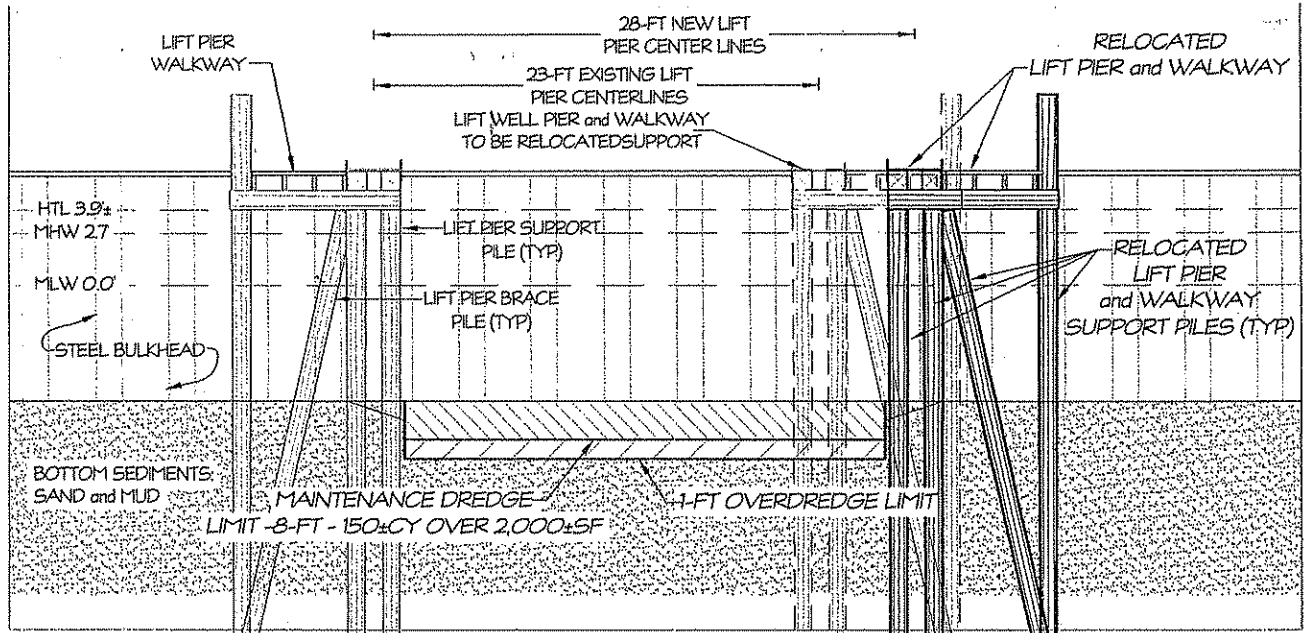 28-FT NEW LIFT
PIER CENTER LINES
LIFT PIER
WALKWAY
RELOCATED
LIFT PIER and WALKWAY
23-FT EXISTING LIFT
PIER CENTERLINES
LIFT WELL PIER and WALKWAY
TO BE RELOCATEDSUPPORT
HTL 3.9'±
MHW 2.7
MLW 0.0'
LIFT PIER SUPPORT
PILE (TYP)
LIFT PIER BRACE
PILE (TYP)
RELOCATED
LIFT PIER
and WALKWAY
SUPPORT PILES (TYP)
STEEL BULKHEAD
BOTTOM SEDIMENTS:
SAND and MUD
MAINTENANCE DREDGE
LIMIT -8-FT - 150±CY OVER 2,000±SF
1-FT OVERDREDGE LIMIT